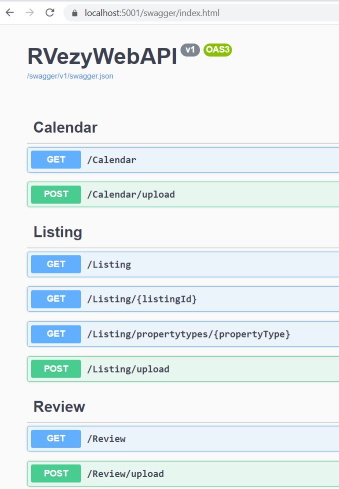 localhost:5001/swagger/index.html
RVezyWebAPI v1 OAS3
/swagger/v1/swagger.json
Calendar
GET /Calendar
POST /Calendar/upload
Listing
GET /Listing
GET /Listing/{listingId}
GET /Listing/propertytypes/{propertyType}
POST /Listing/upload
Review
GET /Review
POST /Review/upload